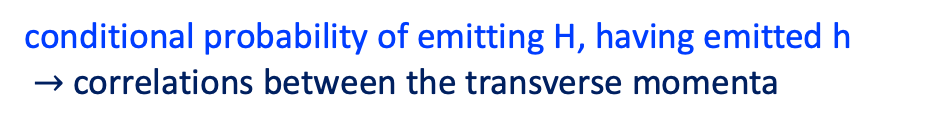 conditional probability of emitting H, having emitted h
→ correlations between the transverse momenta